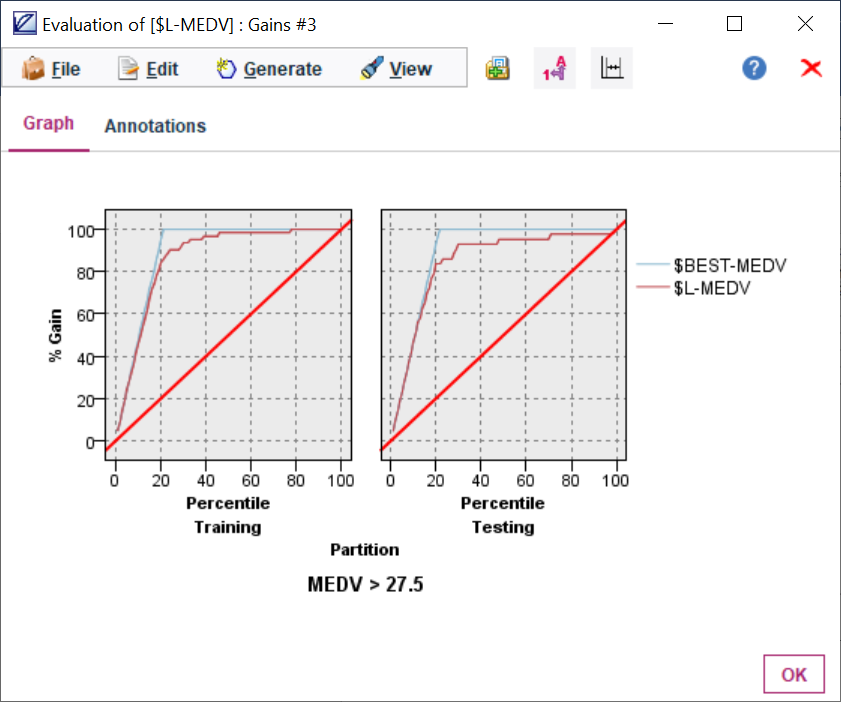 Evaluation of [$L-MEDV] : Gains #3
File Edit Generate View
Graph Annotations
100
80
60
40
20
0
% Gain
0 20 40 60 80 100
Percentile
Training
0 20 40 60 80 100
Percentile
Testing
$BEST-MEDV
$L-MEDV
Partition
MEDV > 27.5
OK